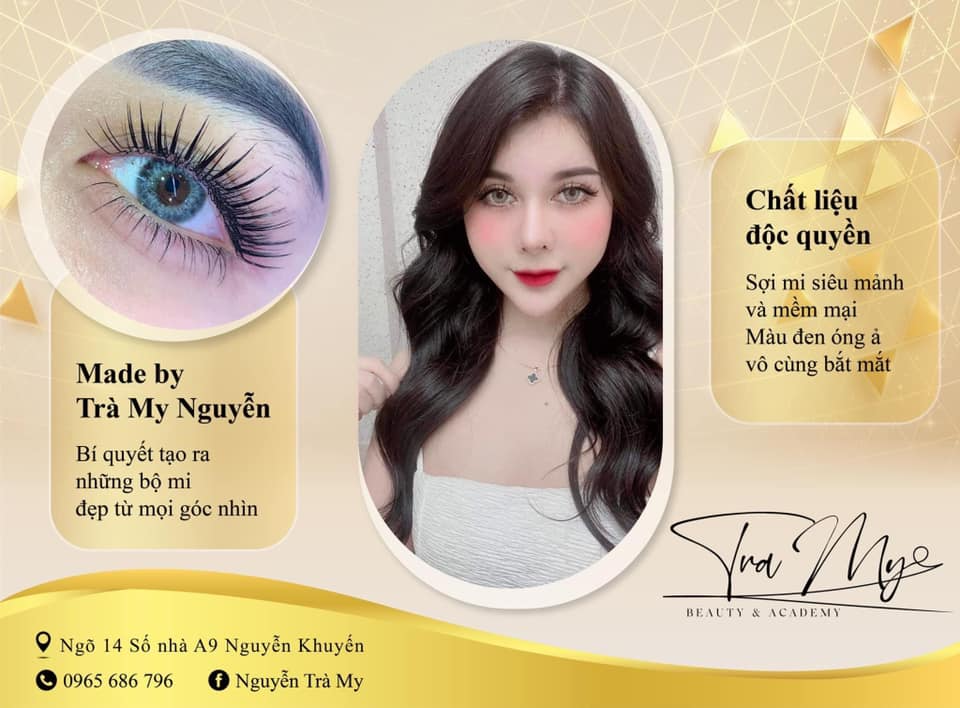 Made by
Trà My Nguyễn
Bí quyết tạo ra
những bộ mi
đẹp từ mọi góc nhìn
Chất liệu
độc quyền
Sợi mi siêu mảnh
và mềm mại
Màu đen óng ả
vô cùng bắt mắt
Tra My
BEAUTY & ACADEMY
Ngõ 14 Số nhà A9 Nguyễn Khuyến
0965 686 796
Nguyễn Trà My